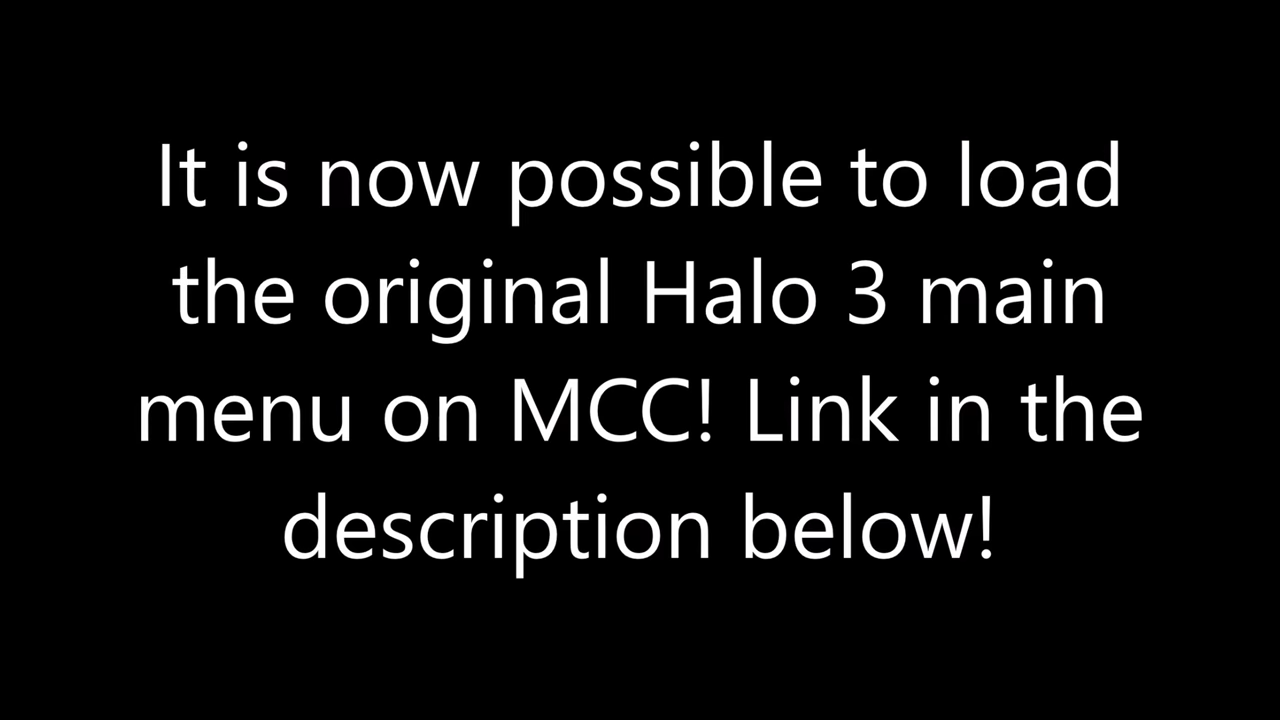 It is now possible to load
the original Halo 3 main
menu on MCC! Link in the
description below!